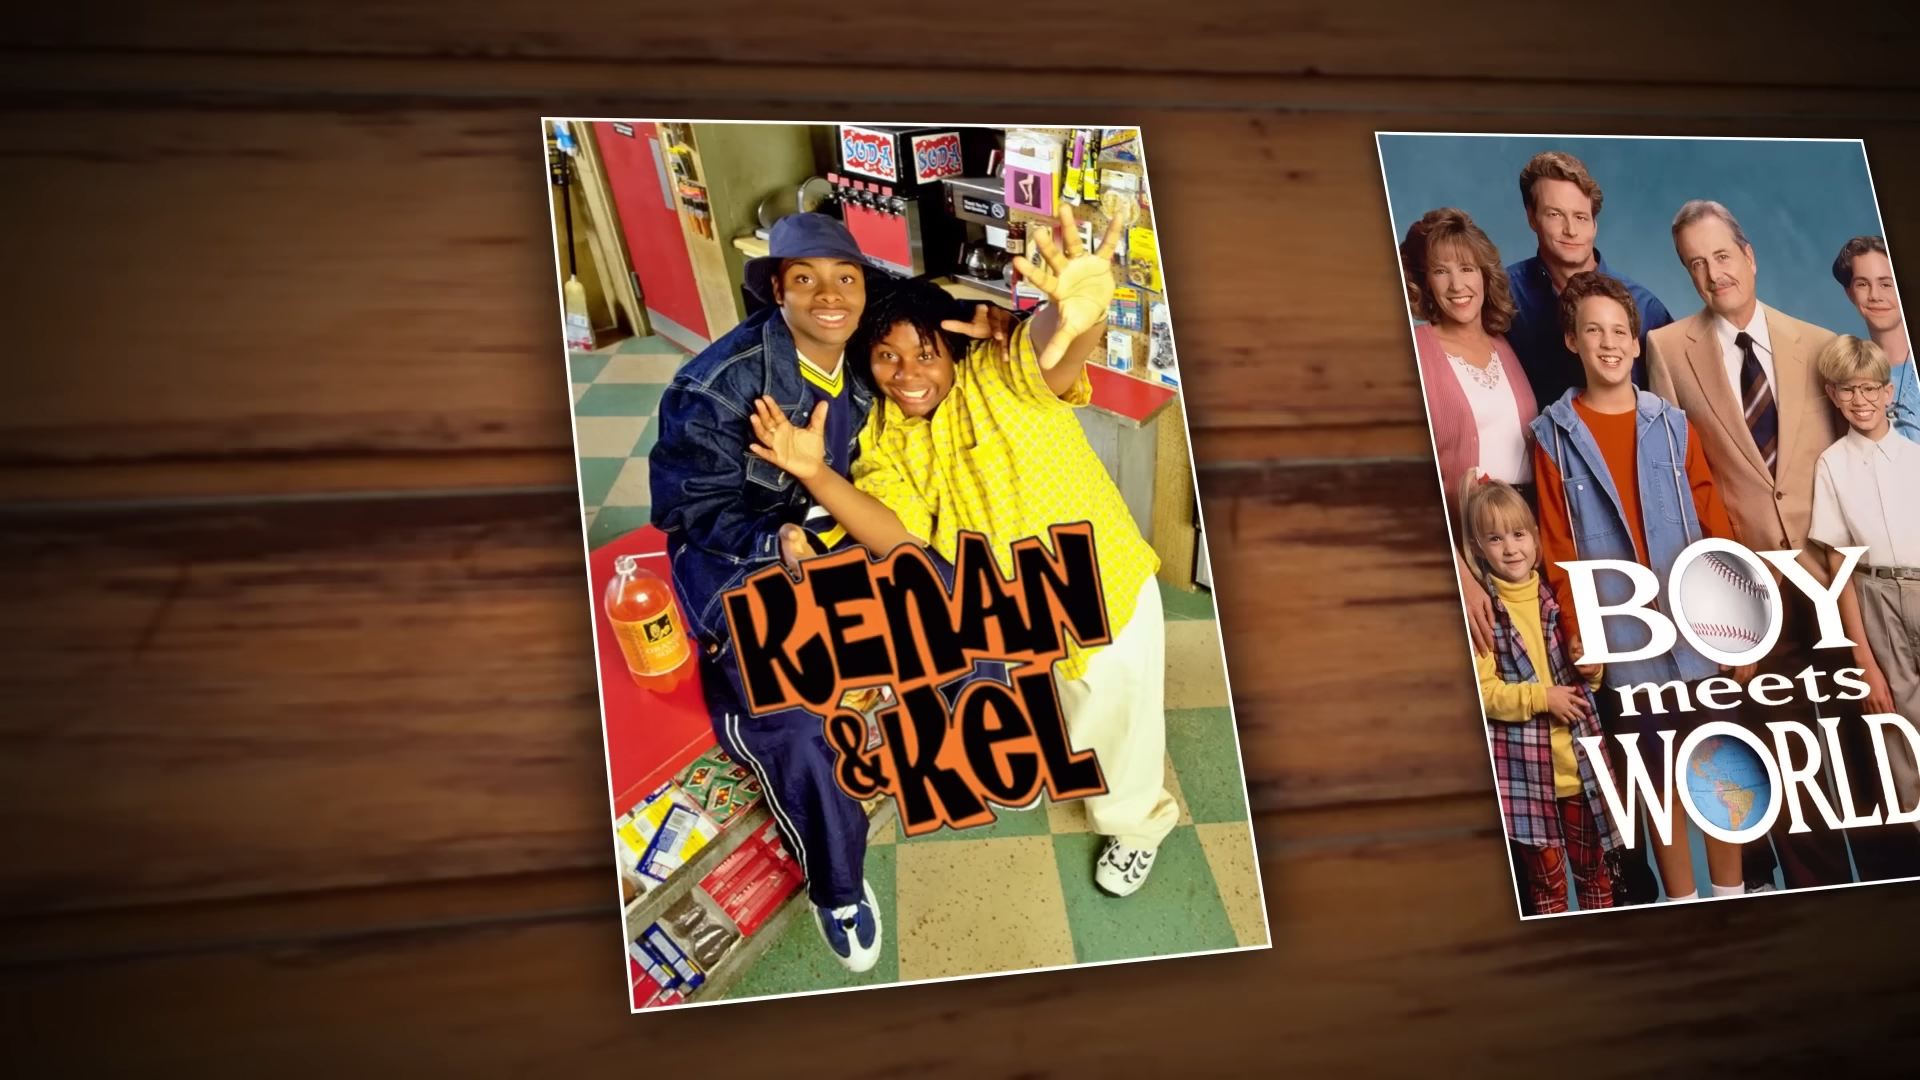 SODA
SODA
KENAN
& KEL
BOY
meets
WORLD